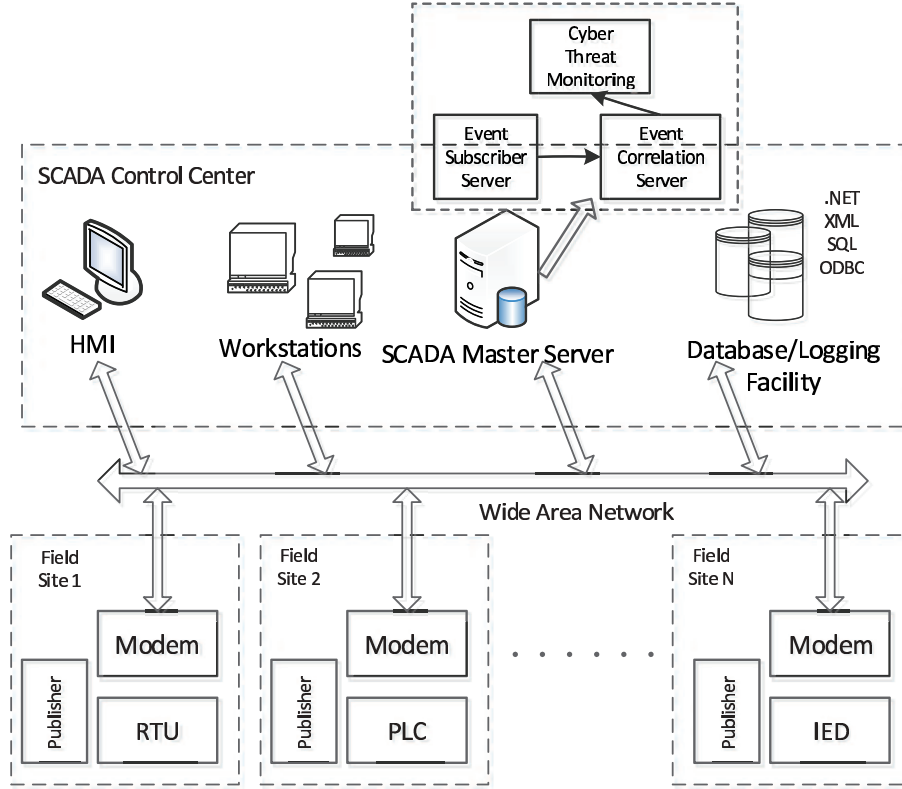 Cyber
Threat
Monitoring
Event
Subscriber
Server
Event
Correlation
Server
SCADA Control Center
.NET
XML
SQL
ODBC
HMI
Workstations
SCADA Master Server
Database/Logging
Facility
Wide Area Network
Field
Site 1
Modem
Publisher
RTU
Field
Site 2
Modem
Publisher
PLC
. . . . . . .
Field
Site N
Modem
Publisher
IED